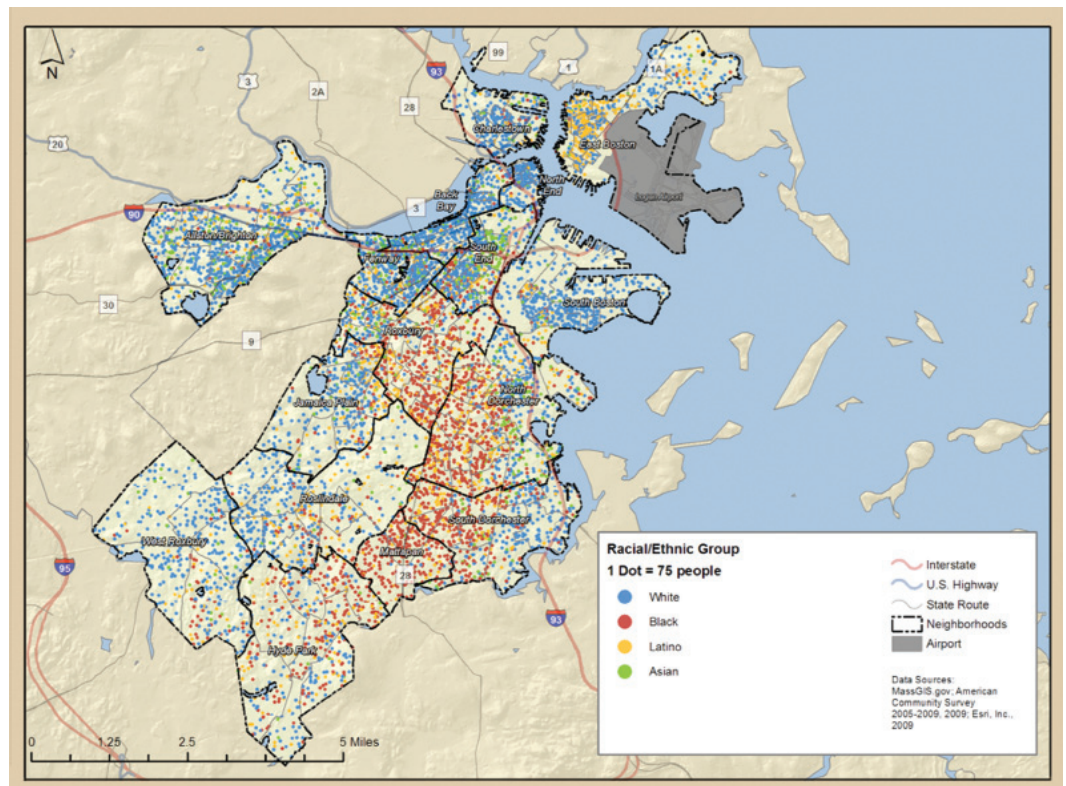 99
1
1A
93
3
2A
28
20
N
Charlestown
East Boston
North
End
Back
Bay
Logan Airport
3
90
Allston/Brighton
South
End
Fenway
South Boston
30
9
Roxbury
Jamaica Plain
North
Dorchester
Roslindale
South Dorchester
West Roxbury
Mattapan
28
95
93
Hyde Park
Racial/Ethnic Group
1 Dot = 75 people
White
Black
Latino
Asian
Interstate
U.S. Highway
State Route
Neighborhoods
Airport
Data Sources:
MassGIS.gov; American
Community Survey
2005-2009, 2009; Esri, Inc.,
2009
0 1.25 2.5 5 Miles